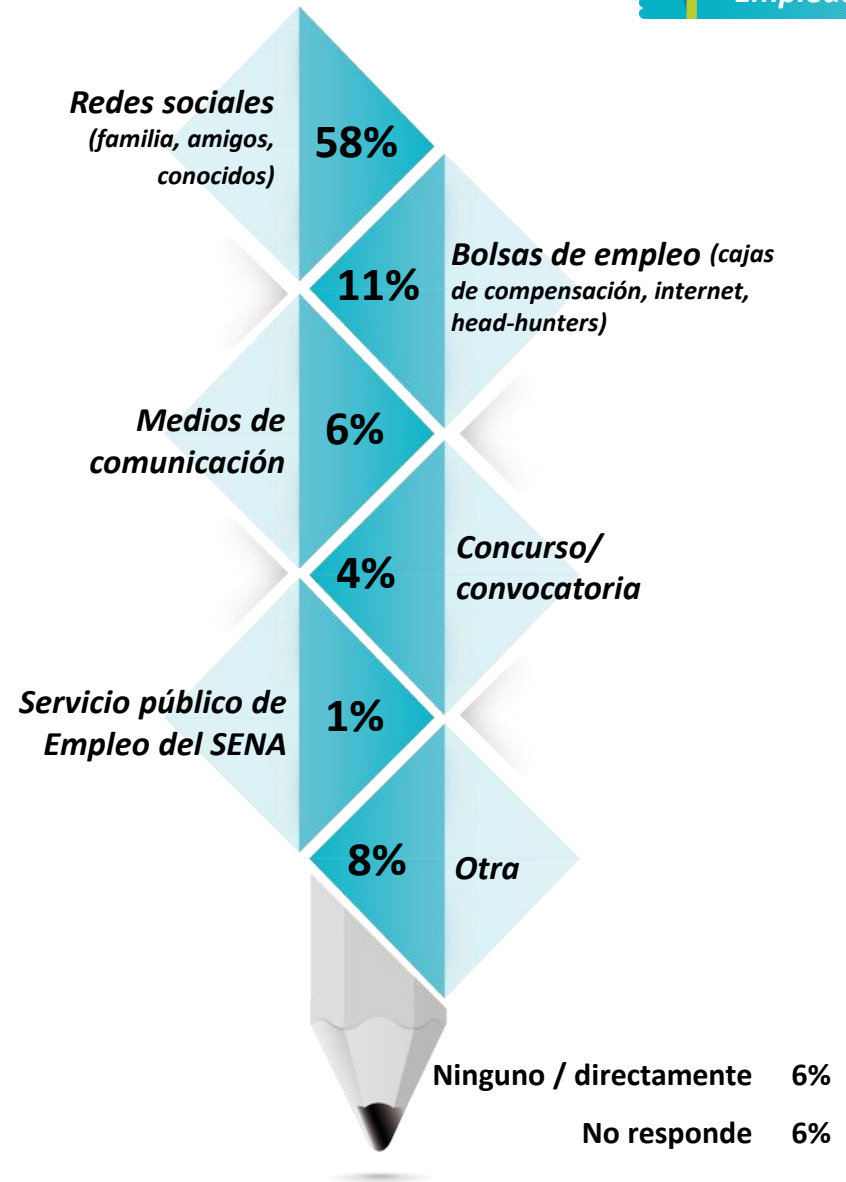 Redes sociales
(familia, amigos,
conocidos)
58%
11%
Bolsas de empleo (cajas
de compensación, internet,
head-hunters)
Medios de
comunicación
6%
4%
Concurso/
convocatoria
Servicio público de
Empleo del SENA
1%
8%
Otra
Ninguno / directamente 6%
No responde 6%